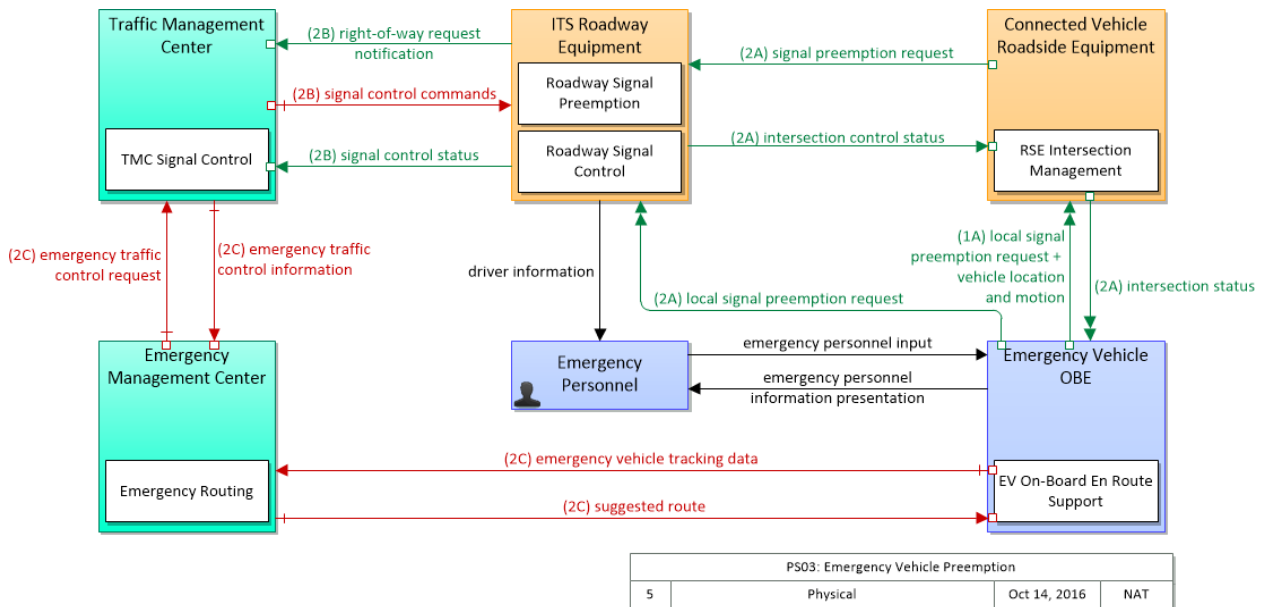 Traffic Management
Center
TMC Signal Control
(2B) right-of-way request
notification
(2B) signal control commands
(2B) signal control status
ITS Roadway
Equipment
Roadway Signal
Preemption
Roadway Signal
Control
(2A) signal preemption request
(2A) intersection control status
Connected Vehicle
Roadside Equipment
RSE Intersection
Management
(2C) emergency traffic
control request
(2C) emergency traffic
control information
driver information
(2A) local signal preemption request
(1A) local signal
preemption request +
vehicle location
and motion
(2A) intersection status
Emergency
Management Center
Emergency Routing
Emergency
Personnel
emergency personnel input
emergency personnel
information presentation
Emergency Vehicle
OBE
EV On-Board En Route
Support
(2C) emergency vehicle tracking data
(2C) suggested route
PS03: Emergency Vehicle Preemption
5 Physical Oct 14, 2016 NAT